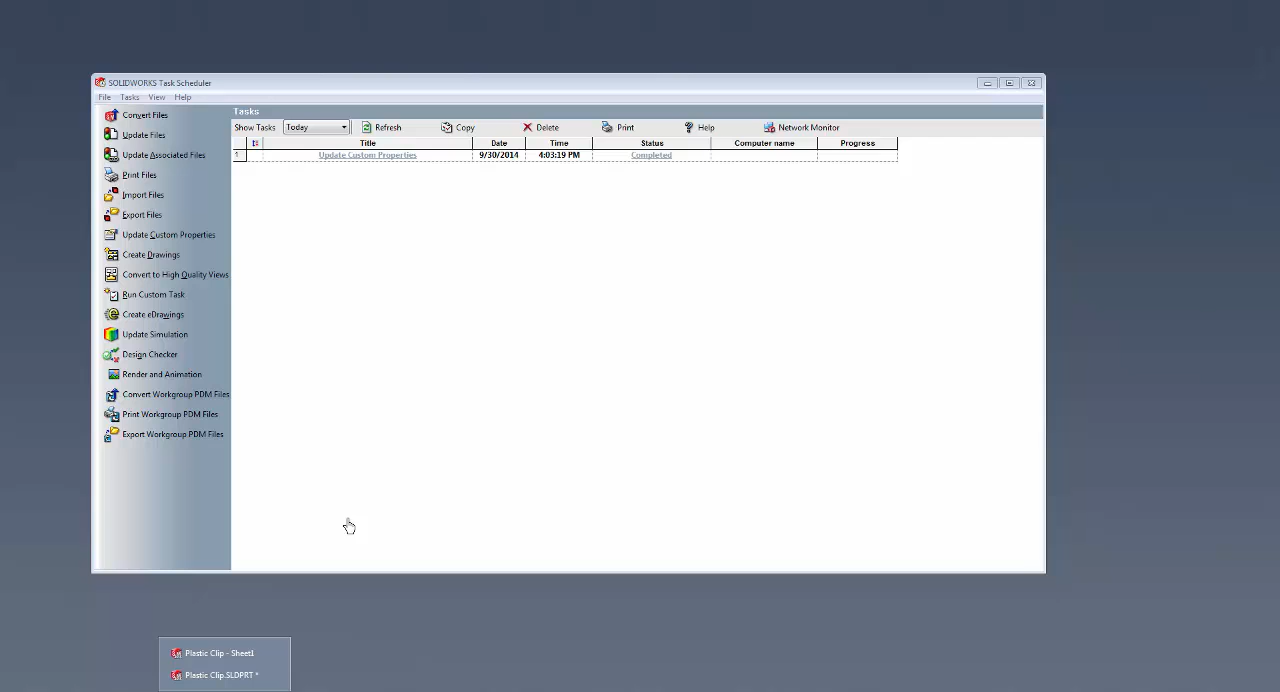 SOLIDWORKS Task Scheduler
File Tasks View Help
Convert Files
Update Files
Update Associated Files
Print Files
Import Files
Export Files
Update Custom Properties
Create Drawings
Convert to High Quality Views
Run Custom Task
Create eDrawings
Update Simulation
Design Checker
Render and Animation
Convert Workgroup PDM Files
Print Workgroup PDM Files
Export Workgroup PDM Files
Tasks
Show Tasks Today Refresh Copy Delete Print Help Network Monitor
Title Date Time Status Computer name Progress
1 Update Custom Properties 9/30/2014 4:03:19 PM Completed
Plastic Clip - Sheet1
Plastic Clip.SLDPRT *